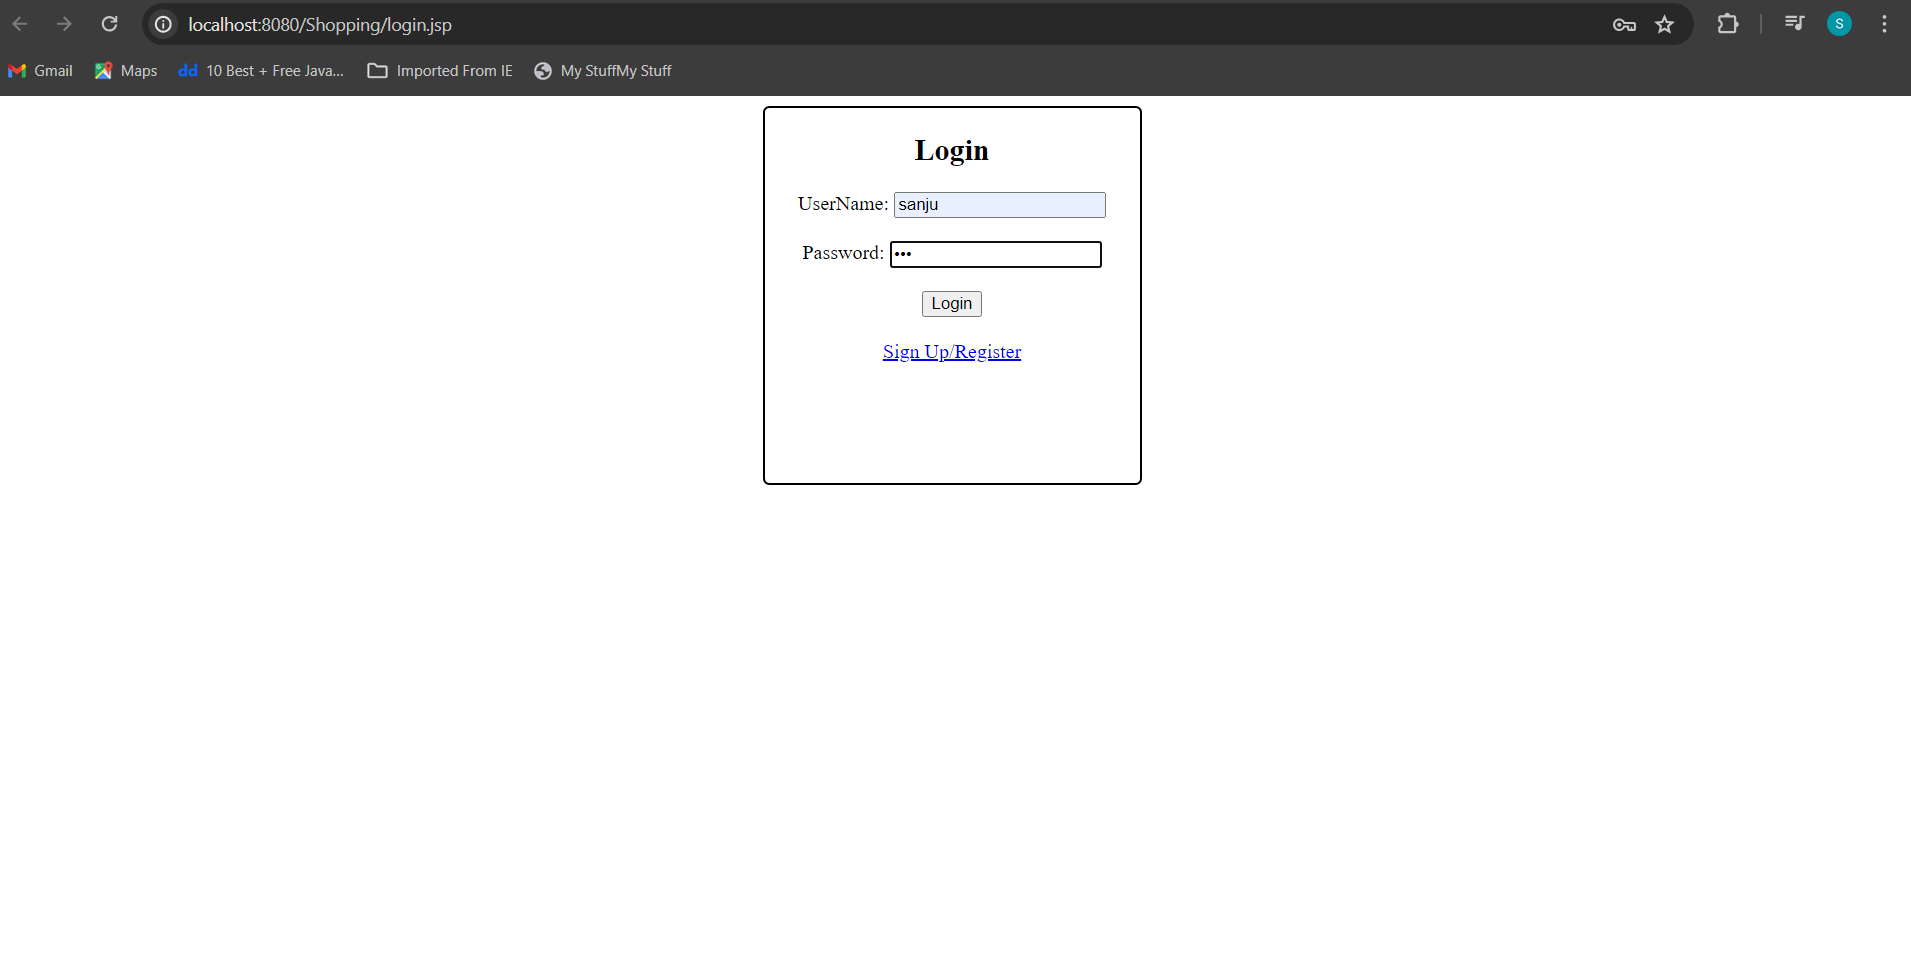 localhost:8080/Shopping/login.jsp
S
Gmail Maps dd 10 Best + Free Java... Imported From IE My StuffMy Stuff
Login
UserName: sanju
Password: •••
Login
Sign Up/Register